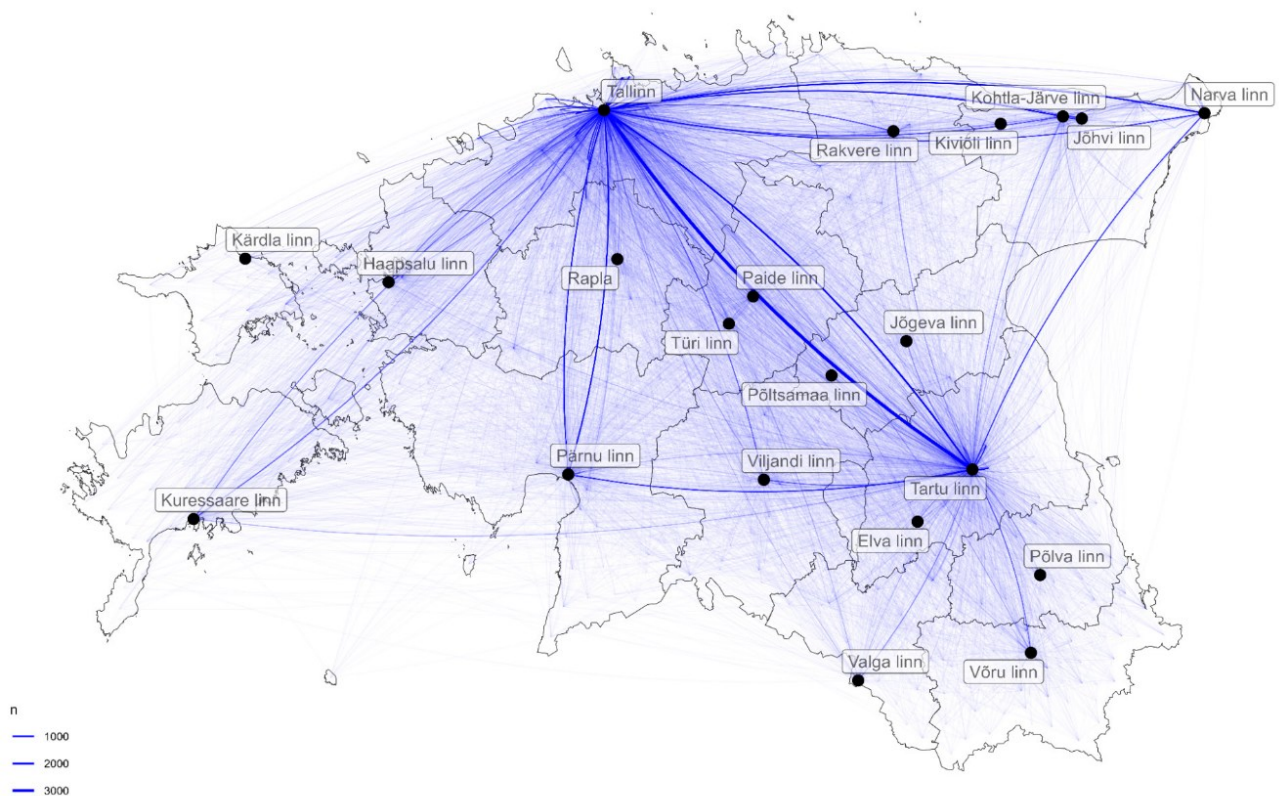 Tallinn
Kohtla-Järve linn
Narva linn
Rakvere linn
Kiviõli linn
Jõhvi linn
Kärdla linn
Haapsalu linn
Rapla
Paide linn
Türi linn
Jõgeva linn
Põltsamaa linn
Pärnu linn
Viljandi linn
Kuressaare linn
Tartu linn
Elva linn
Põlva linn
Valga linn
Võru linn
n
1000
2000
3000